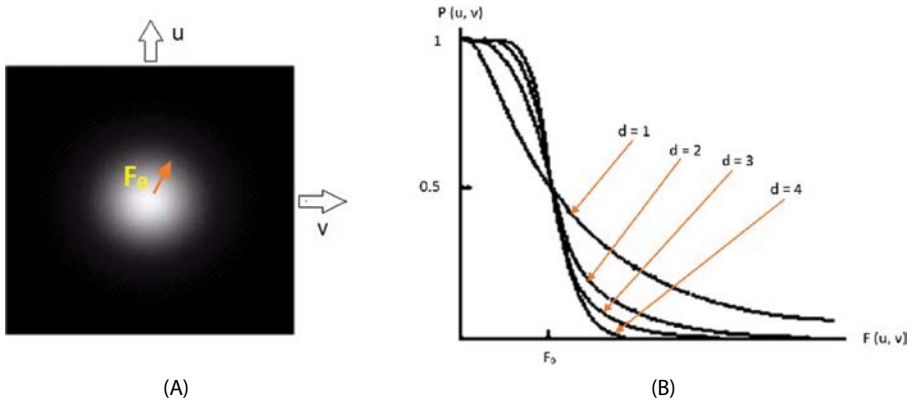 u
F₀
v
(A)
P (u, v)
1
0.5
d = 1
d = 2
d = 3
d = 4
F₀
F (u, v)
(B)